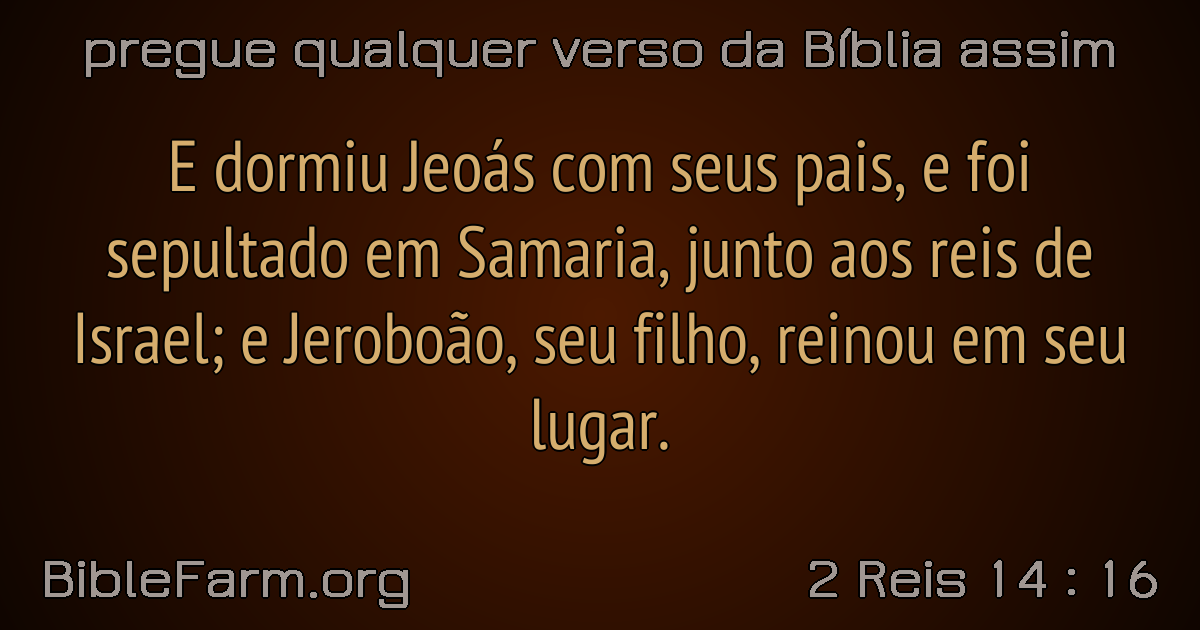 pregue qualquer verso da Bíblia assim
E dormiu Jeoás com seus pais, e foi
sepultado em Samaria, junto aos reis de
Israel; e Jeroboão, seu filho, reinou em seu
lugar.
BibleFarm.org
2 Reis 14 : 16